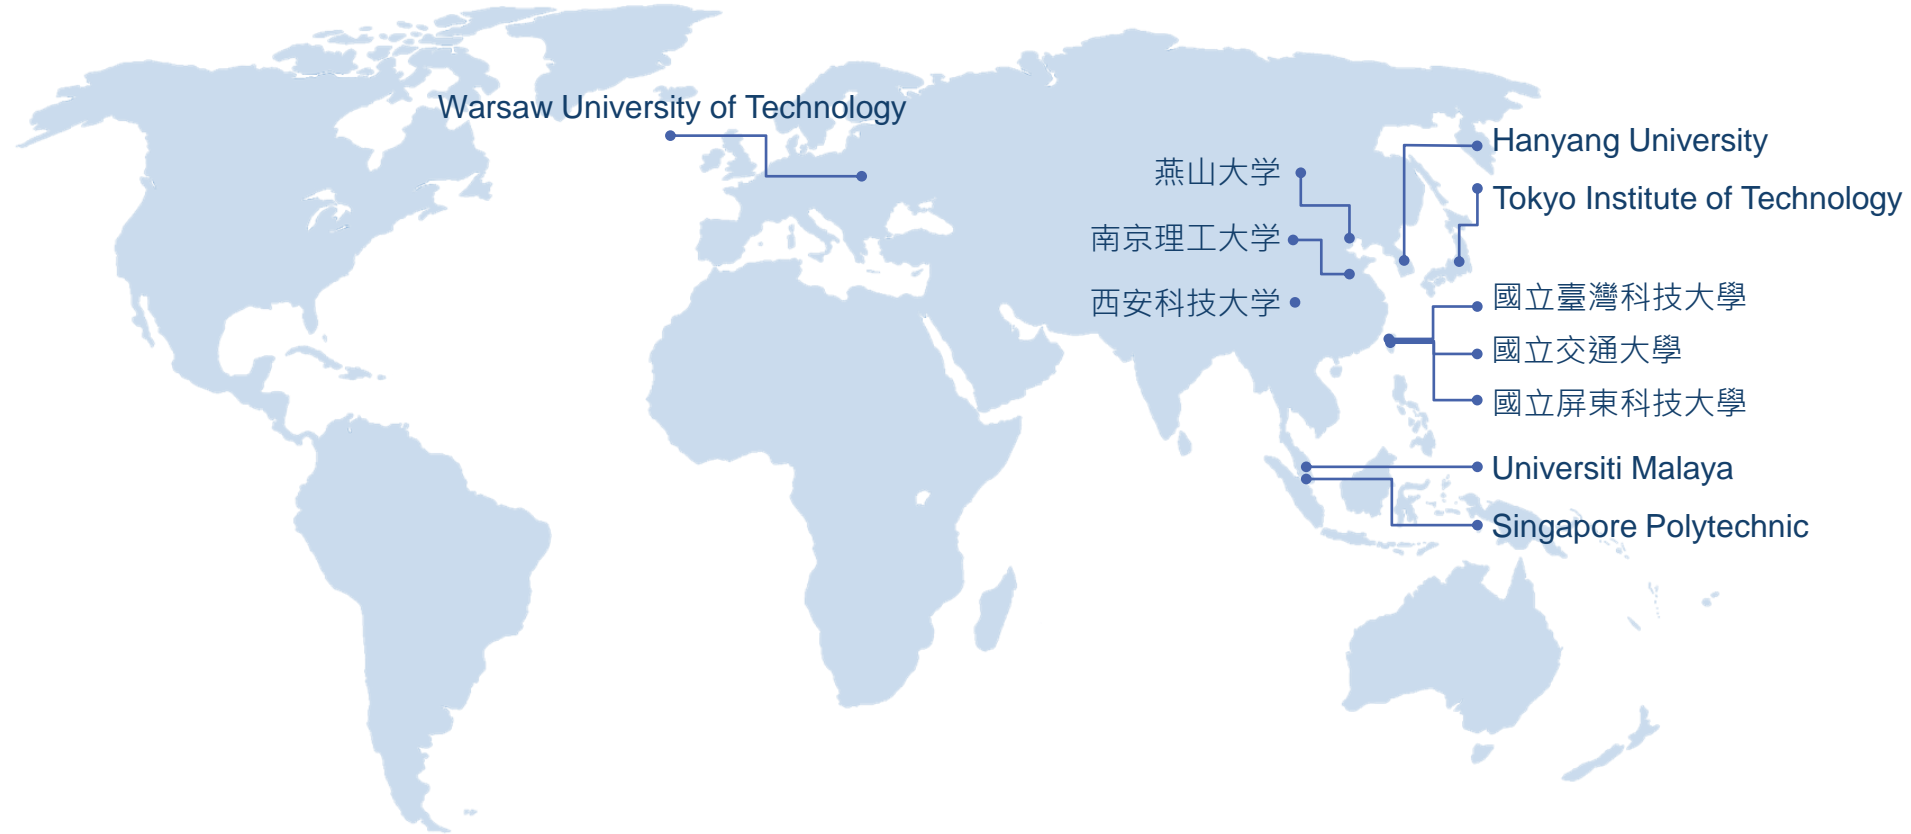 Warsaw University of Technology
Hanyang University
燕山大学
Tokyo Institute of Technology
南京理工大学
西安科技大学
國立臺灣科技大學
國立交通大學
國立屏東科技大學
Universiti Malaya
Singapore Polytechnic